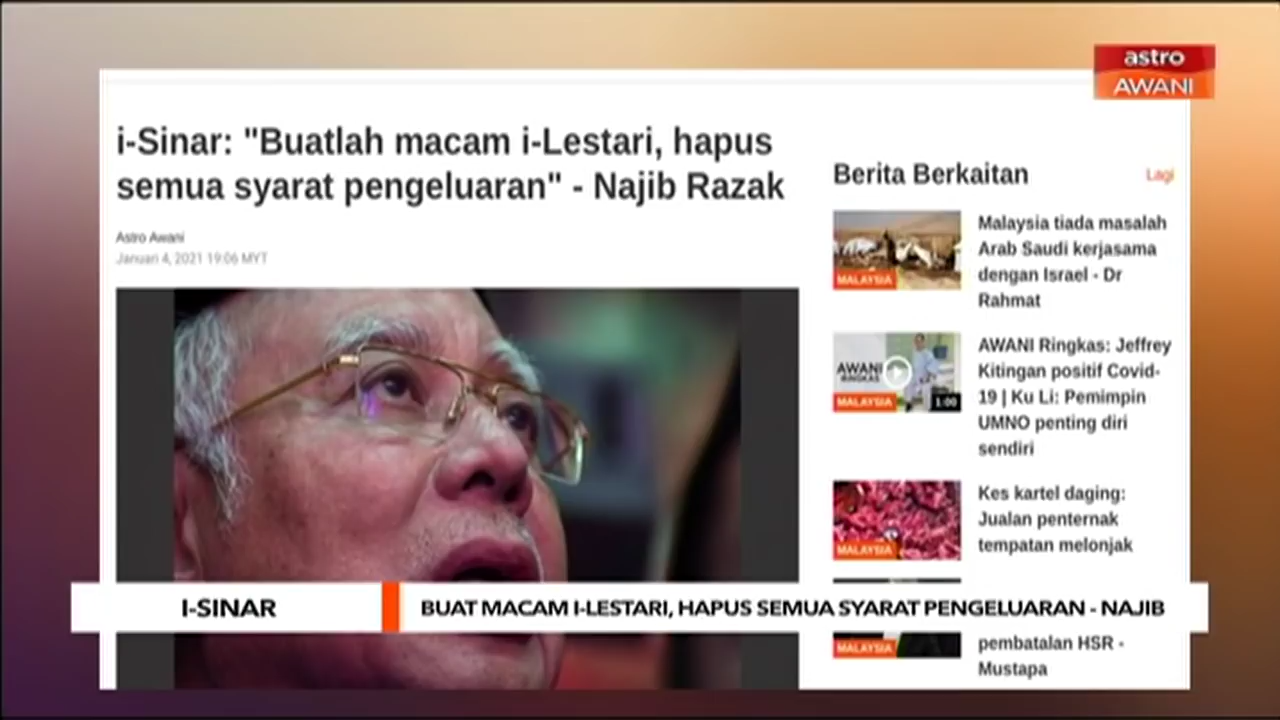 astro
AWANI
i-Sinar: "Buatlah macam i-Lestari, hapus
semua syarat pengeluaran" - Najib Razak
Astro Awani
Januari 4, 2021 19:06 MYT
Berita Berkaitan
Lagi
MALAYSIA
Malaysia tiada masalah
Arab Saudi kerjasama
dengan Israel - Dr
Rahmat
AWANI
RINGKAS
MALAYSIA
1:00
AWANI Ringkas: Jeffrey
Kitingan positif Covid-
19 | Ku Li: Pemimpin
UMNO penting diri
sendiri
MALAYSIA
Kes kartel daging:
Jualan penternak
tempatan melonjak
I-SINAR
BUAT MACAM I-LESTARI, HAPUS SEMUA SYARAT PENGELUARAN - NAJIB
MALAYSIA
pembatalan HSR -
Mustapa